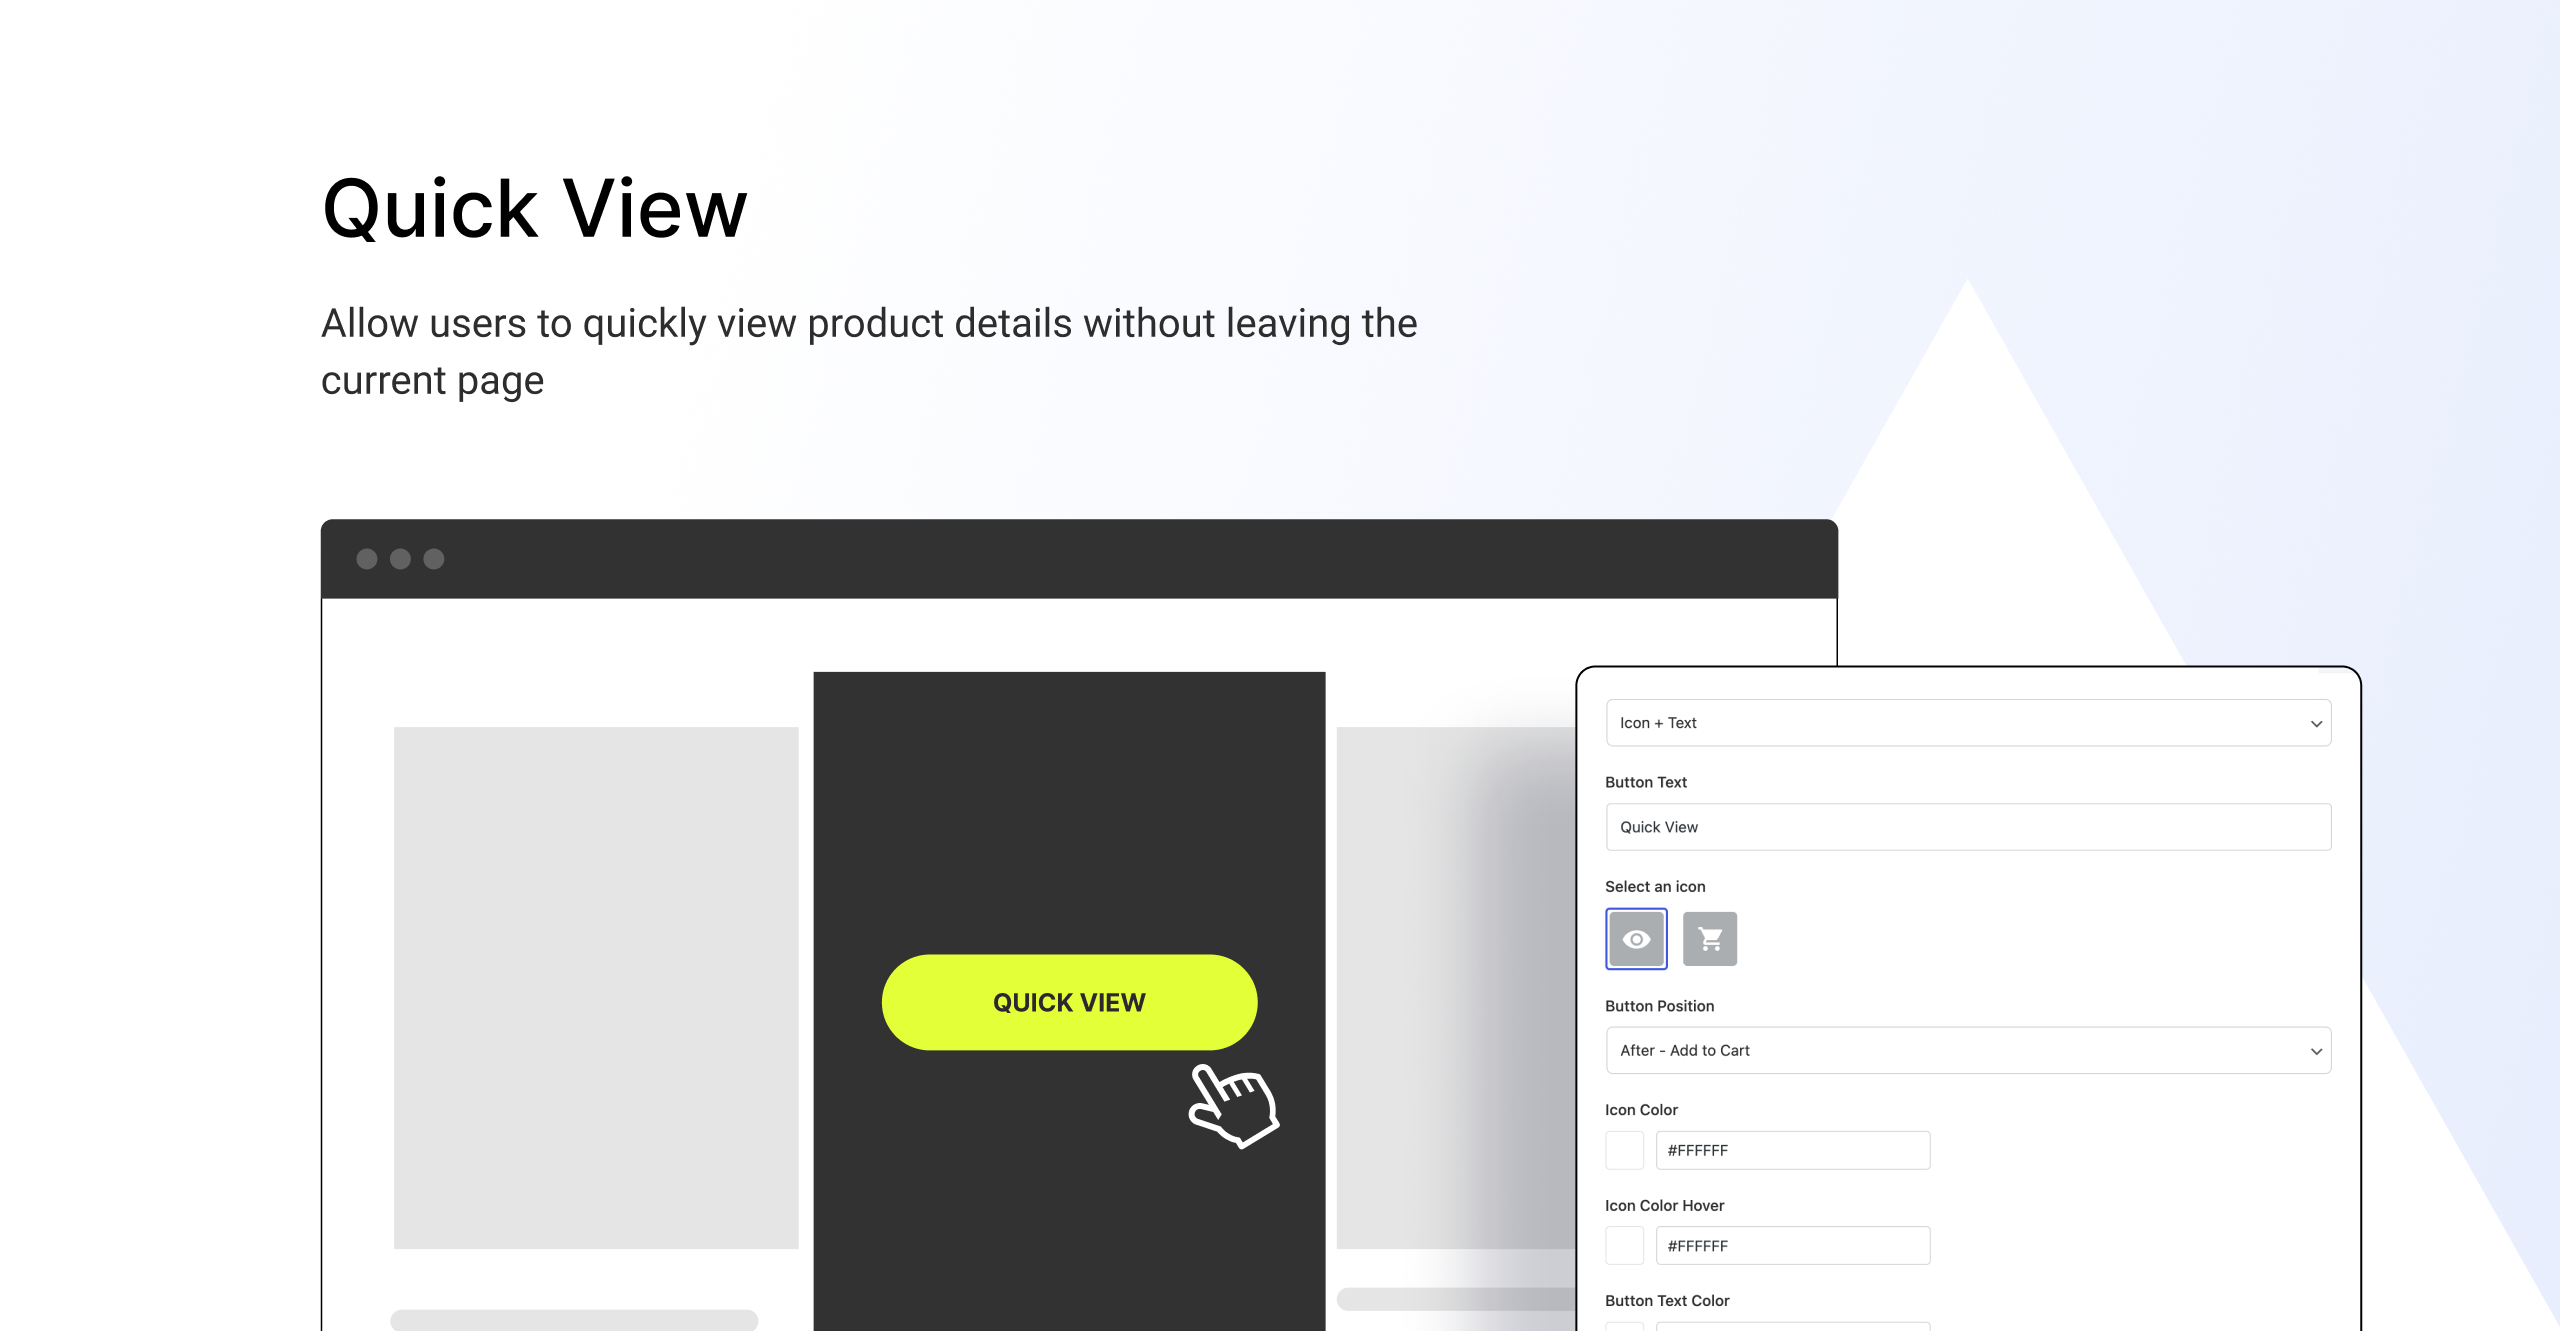 Quick View
Allow users to quickly view product details without leaving the
current page
QUICK VIEW
Icon + Text
Button Text
Quick View
Select an icon
Button Position
After - Add to Cart
Icon Color
#FFFFFF
Icon Color Hover
#FFFFFF
Button Text Color